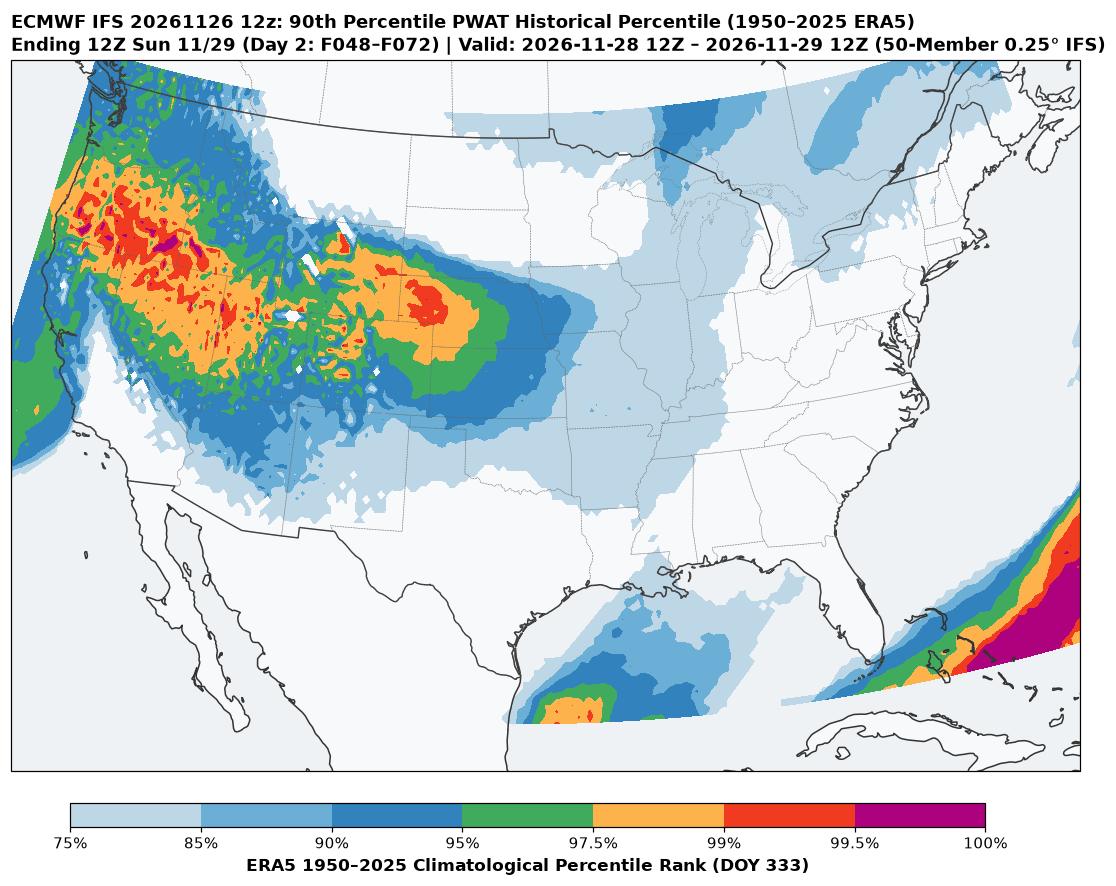 ECMWF IFS 20261126 12z: 90th Percentile PWAT Historical Percentile (1950–2025 ERA5)
Ending 12Z Sun 11/29 (Day 2: F048–F072) | Valid: 2026-11-28 12Z – 2026-11-29 12Z (50-Member 0.25° IFS)
75% 85% 90% 95% 97.5% 99% 99.5% 100%
ERA5 1950–2025 Climatological Percentile Rank (DOY 333)